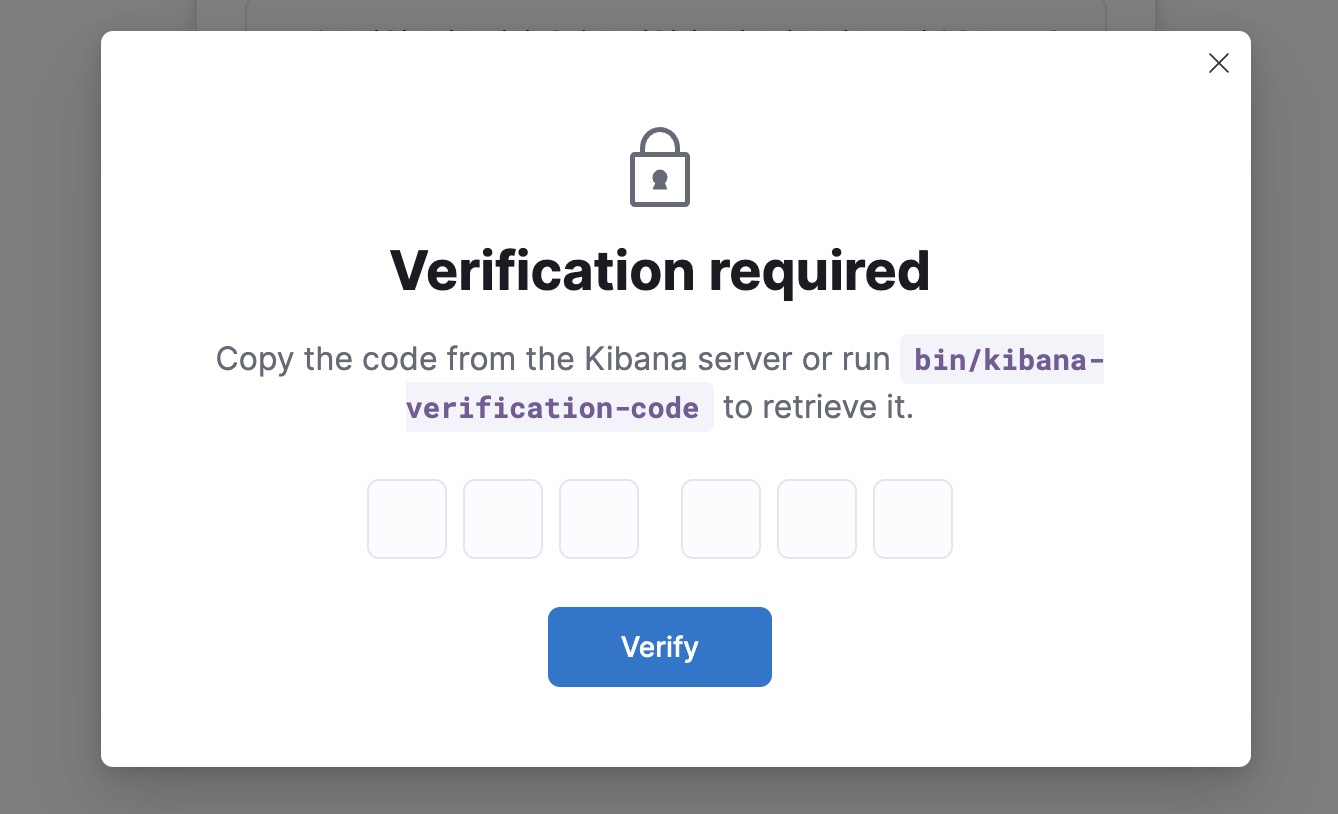 Verification required
Copy the code from the Kibana server or run bin/kibana-
verification-code to retrieve it.
Verify